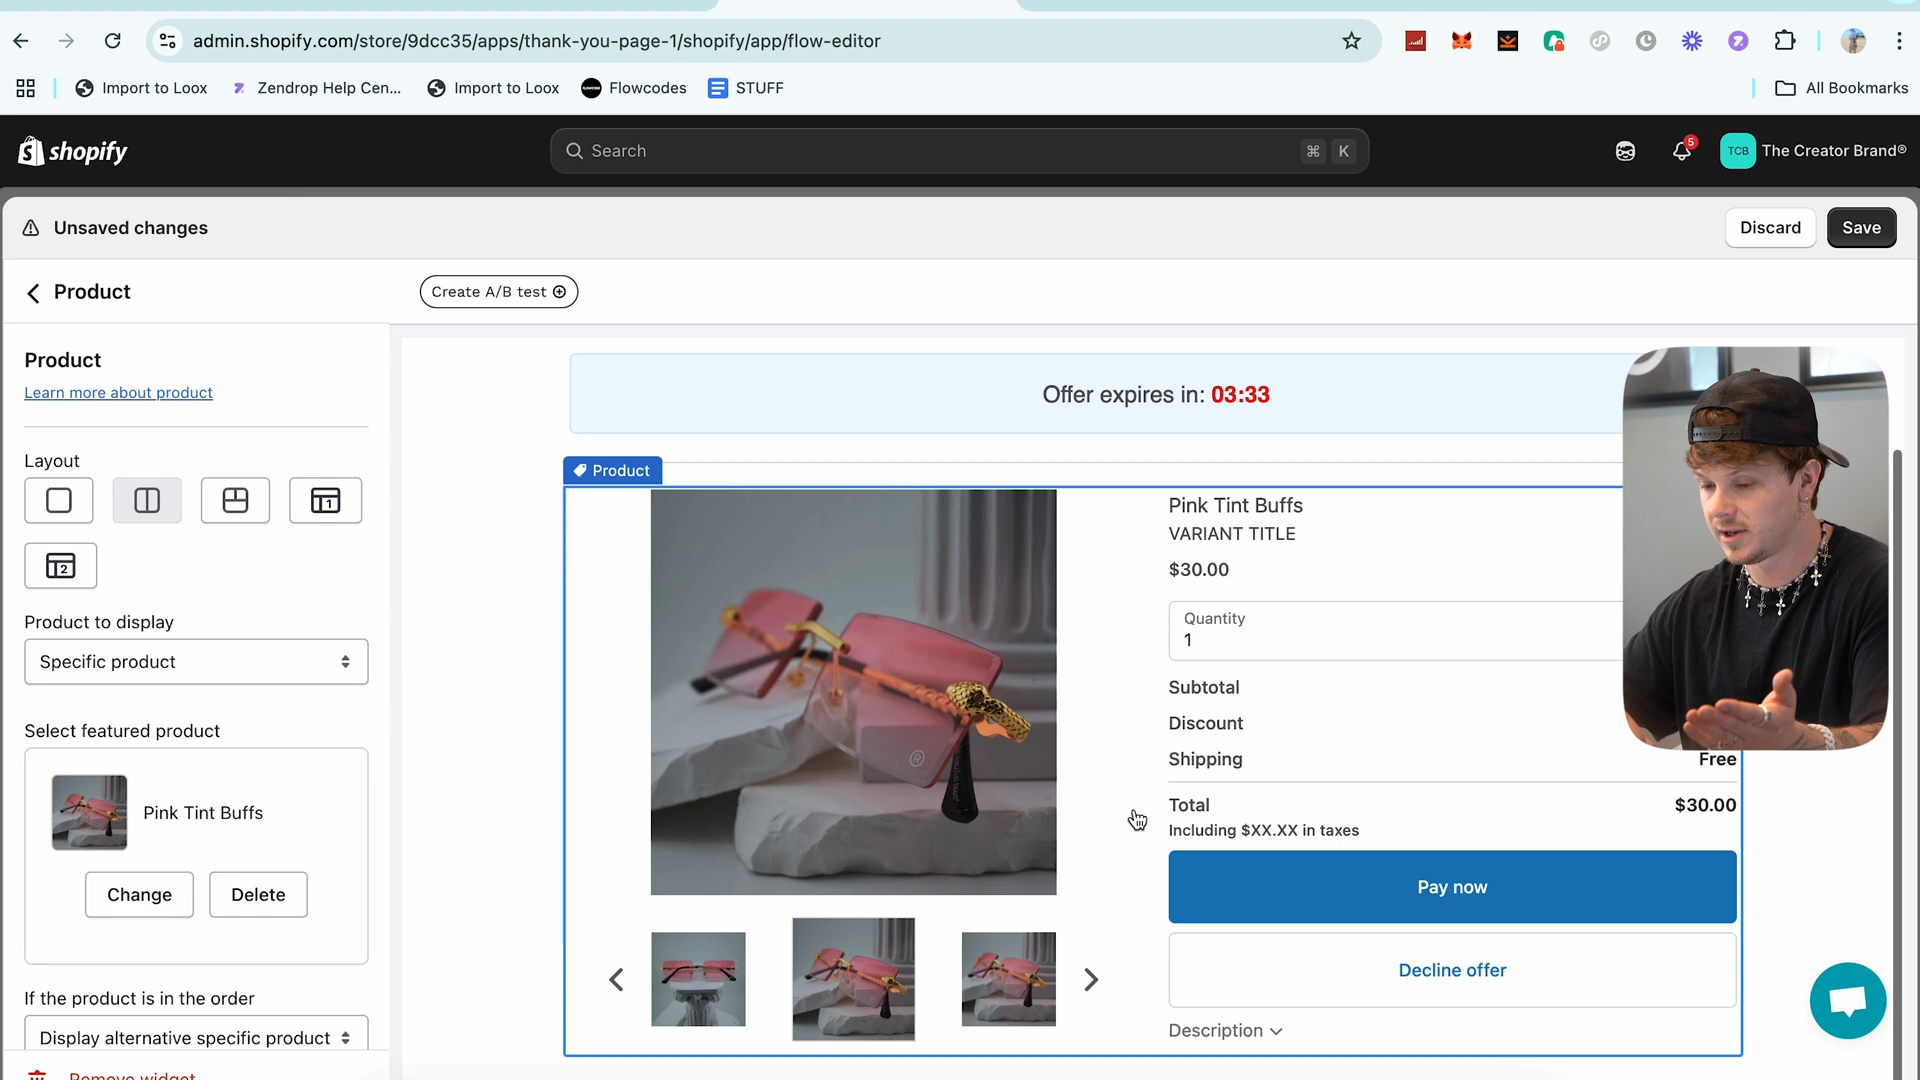 admin.shopify.com/store/9dcc35/apps/thank-you-page-1/shopify/app/flow-editor
Import to Loox
Zendrop Help Cen...
Import to Loox
Flowcodes
STUFF
All Bookmarks
shopify
Search
⌘ K
5
TCB
The Creator Brand®
Unsaved changes
Discard
Save
Product
Create A/B test
Product
Learn more about product
Layout
1
2
Product to display
Specific product
Select featured product
Pink Tint Buffs
Change
Delete
If the product is in the order
Display alternative specific product
Remove widget
Offer expires in: 03:33
Product
Pink Tint Buffs
VARIANT TITLE
$30.00
Quantity
1
Subtotal
Discount
Shipping
Free
Total
$30.00
Including $XX.XX in taxes
Pay now
Decline offer
Description